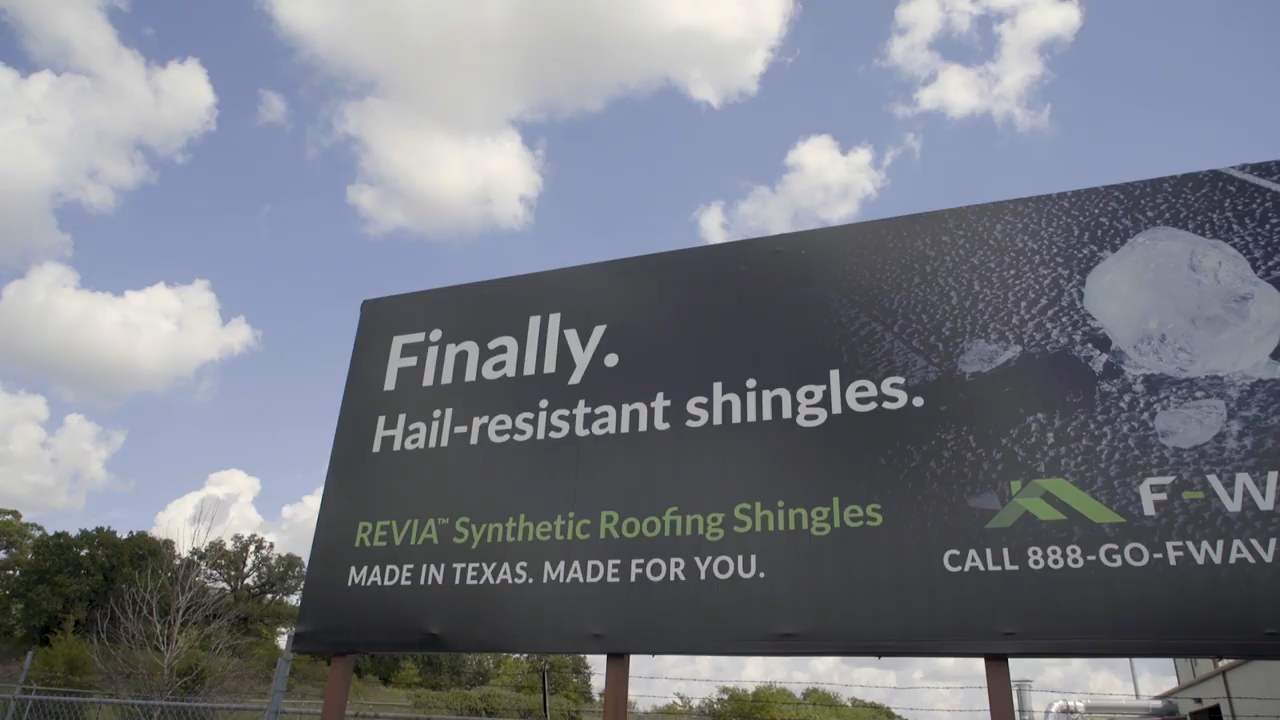 Finally.
Hail-resistant shingles.
REVIA™ Synthetic Roofing Shingles
MADE IN TEXAS. MADE FOR YOU.
F-W
CALL 888-GO-FWAV